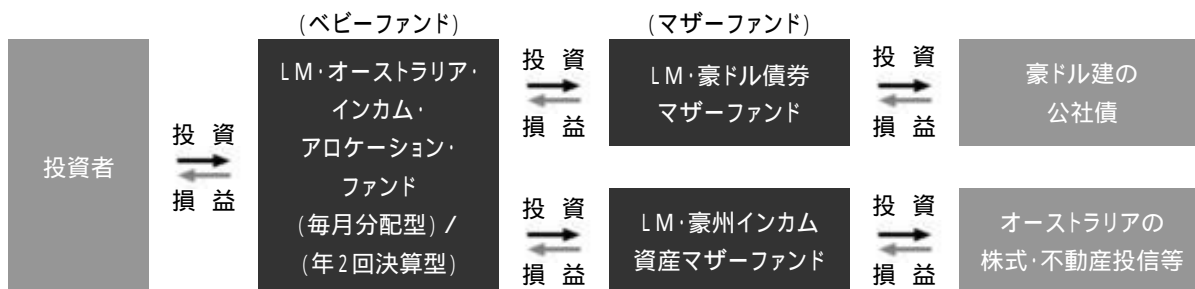 (ベビーファンド)
(マザーファンド)
投資者
投 資
損 益
LM・オーストラリア・
インカム・
アロケーション・
ファンド
(毎月分配型)/
(年2回決算型)
投 資
損 益
LM・豪ドル債券
マザーファンド
投 資
損 益
豪ドル建の
公社債
投 資
損 益
LM・豪州インカム
資産マザーファンド
投 資
損 益
オーストラリアの
株式・不動産投信等